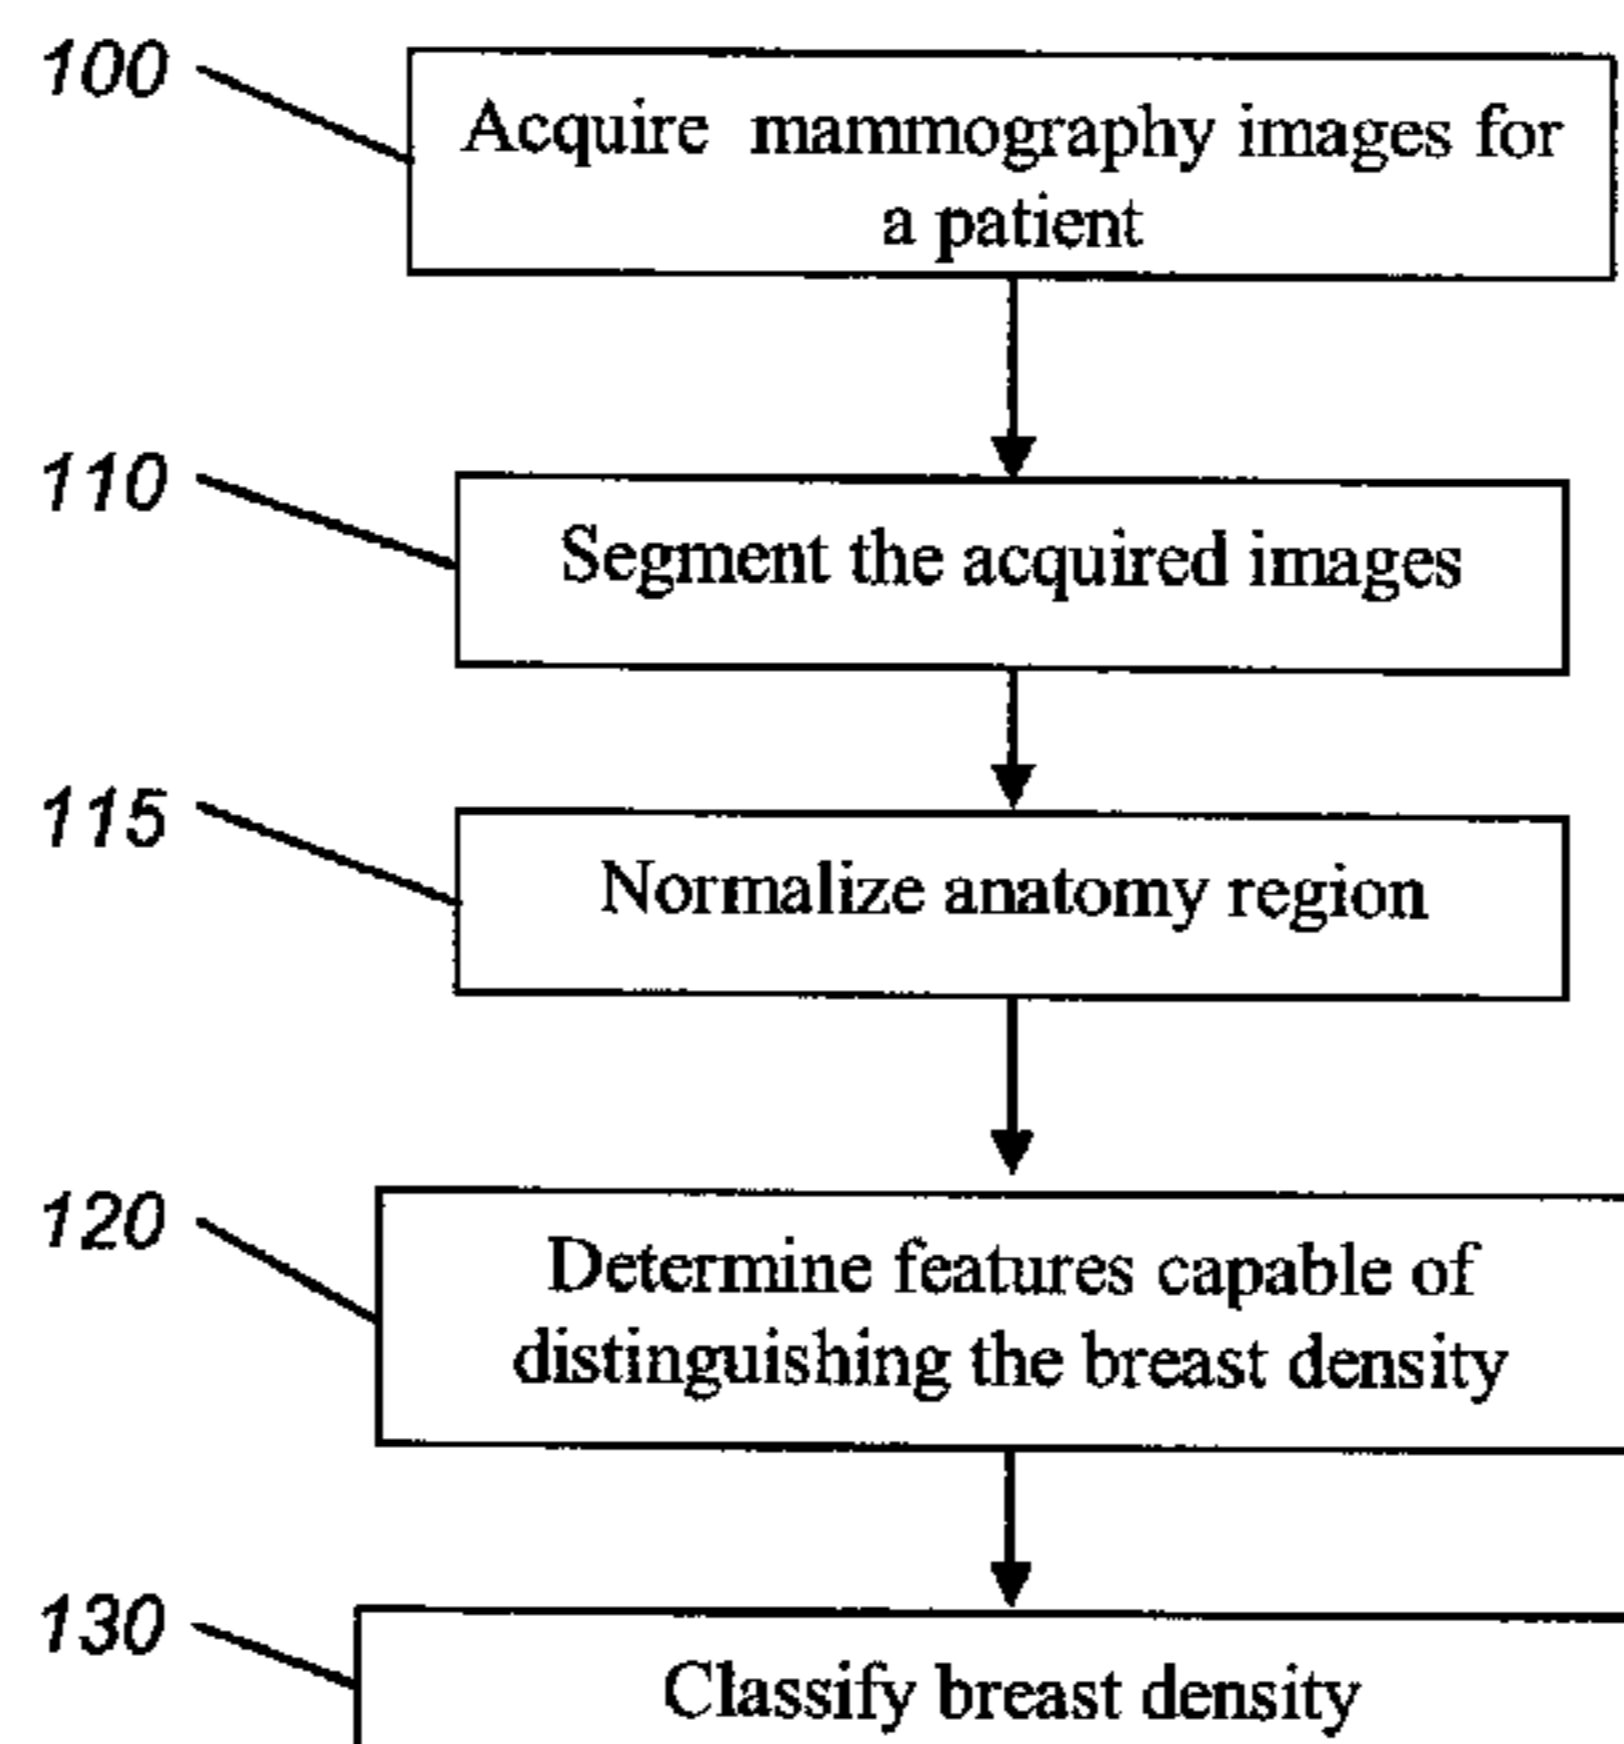 100
Acquire mammography images for
a patient
110
Segment the acquired images
115
Normalize anatomy region
120
Determine features capable of
distinguishing the breast density
130
Classify breast density